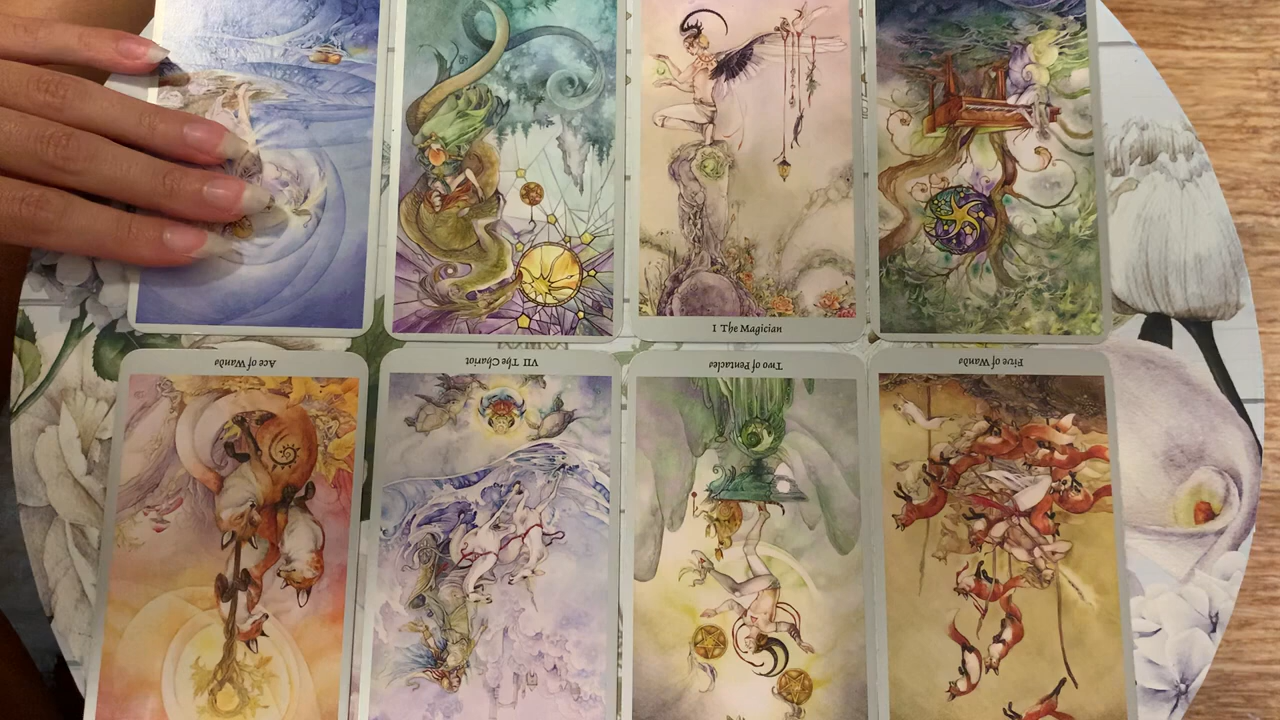 I The Magician
Ace of Wands
VII The Chariot
Two of Pentacles
Five of Wands